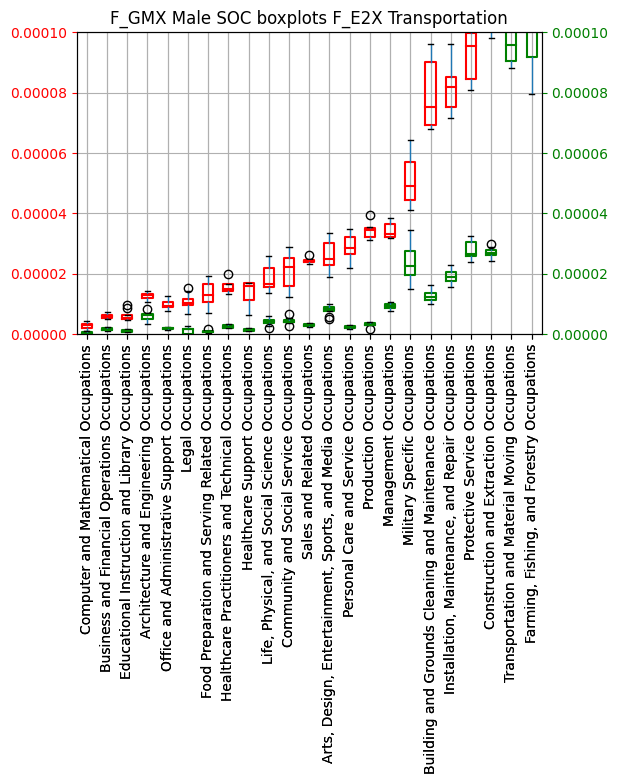 F_GMX Male SOC boxplots F_E2X Transportation
0.00010
0.00008
0.00006
0.00004
0.00002
0.00000
0.00010
0.00008
0.00006
0.00004
0.00002
0.00000
Computer and Mathematical Occupations
Business and Financial Operations Occupations
Educational Instruction and Library Occupations
Architecture and Engineering Occupations
Office and Administrative Support Occupations
Legal Occupations
Food Preparation and Serving Related Occupations
Healthcare Practitioners and Technical Occupations
Healthcare Support Occupations
Life, Physical, and Social Science Occupations
Community and Social Service Occupations
Sales and Related Occupations
Arts, Design, Entertainment, Sports, and Media Occupations
Personal Care and Service Occupations
Production Occupations
Management Occupations
Military Specific Occupations
Building and Grounds Cleaning and Maintenance Occupations
Installation, Maintenance, and Repair Occupations
Protective Service Occupations
Construction and Extraction Occupations
Transportation and Material Moving Occupations
Farming, Fishing, and Forestry Occupations